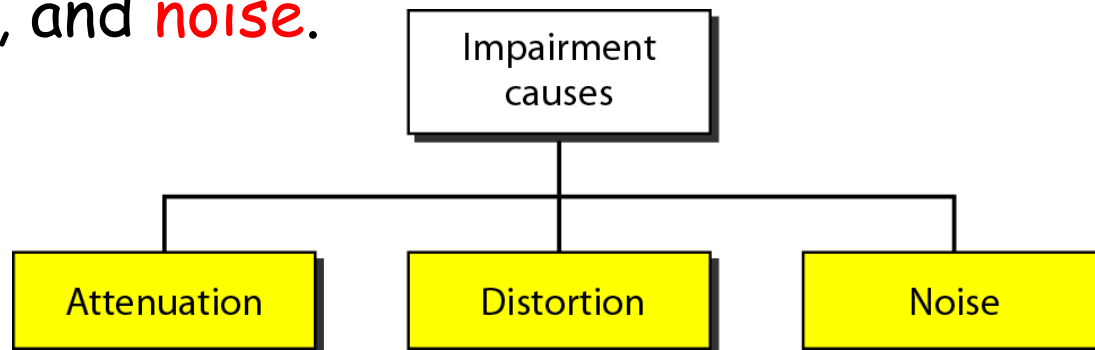 , and noise.
Impairment
causes
Attenuation
Distortion
Noise